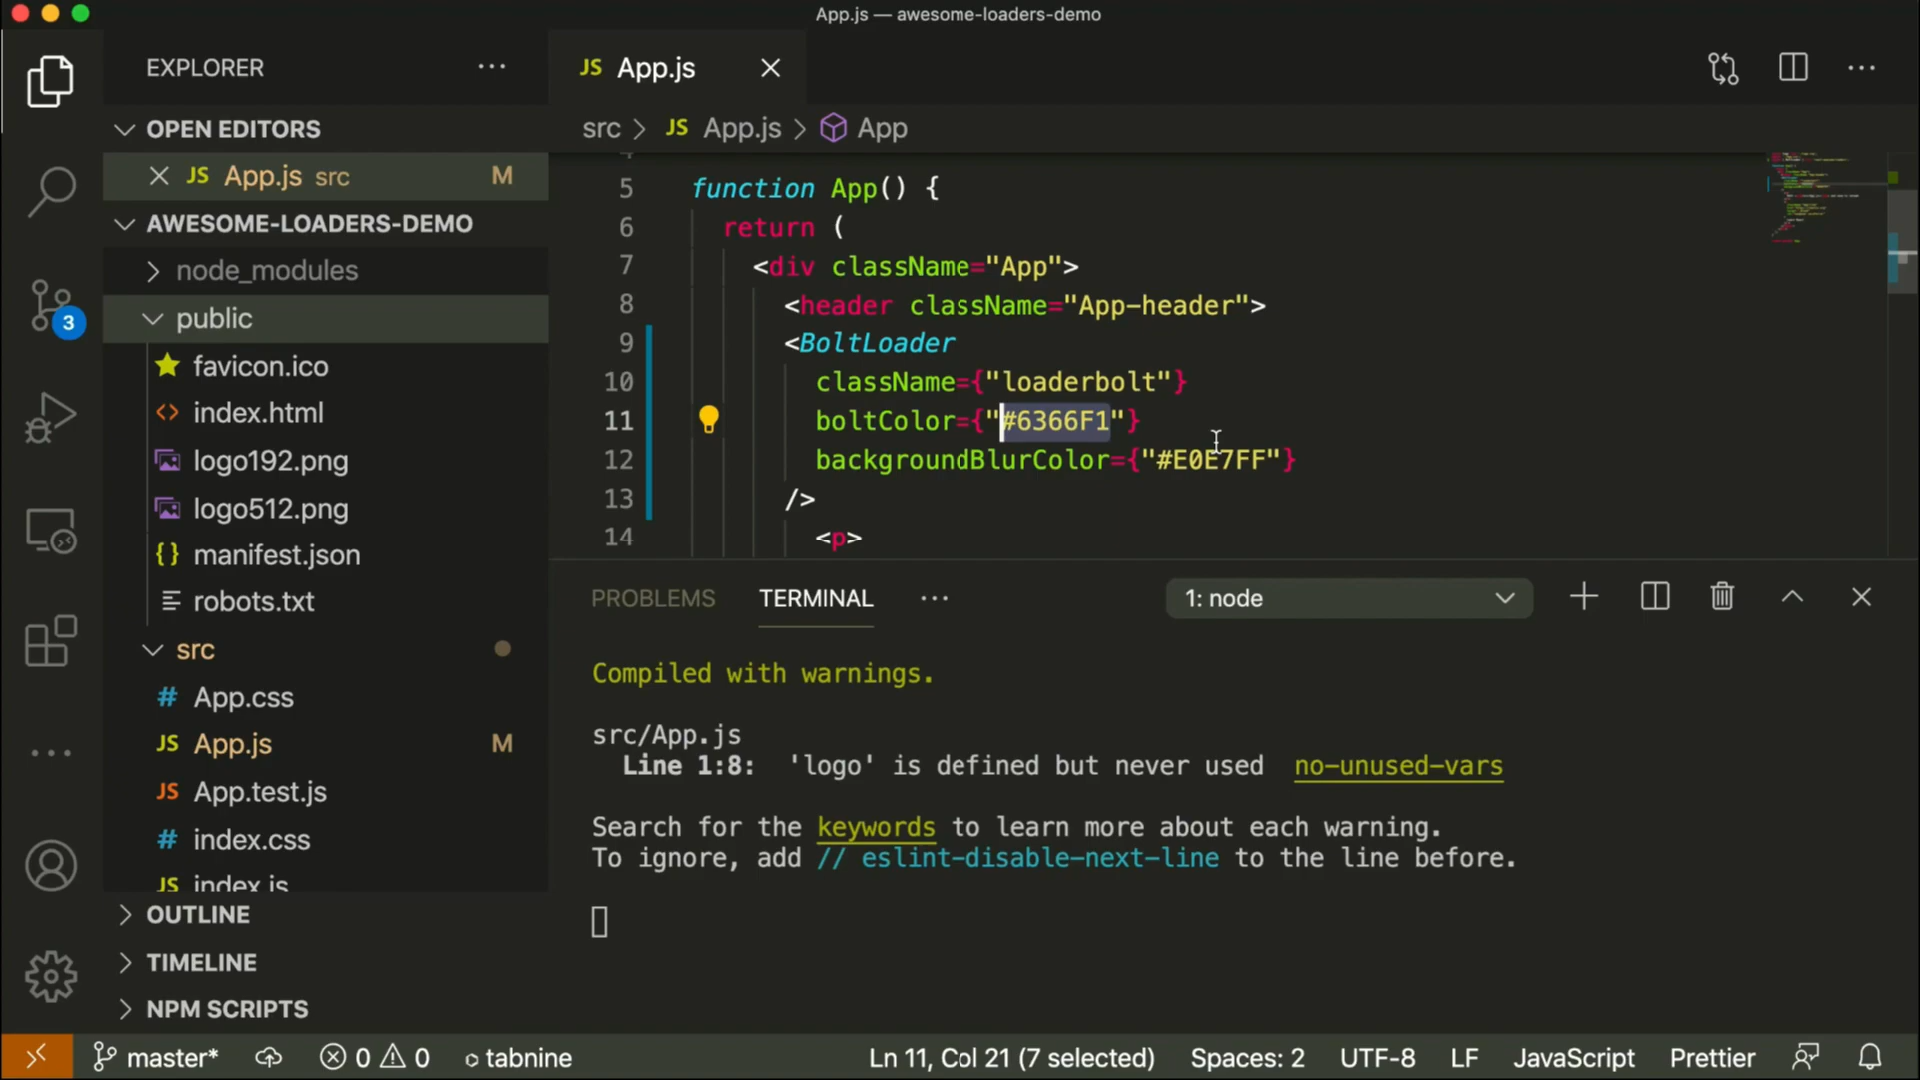 App.js — awesome-loaders-demo
EXPLORER
OPEN EDITORS
JS App.js src M
AWESOME-LOADERS-DEMO
node_modules
public
favicon.ico
index.html
logo192.png
logo512.png
manifest.json
robots.txt
src
# App.css
JS App.js M
JS App.test.js
# index.css
JS index.js
OUTLINE
TIMELINE
NPM SCRIPTS
3
JS App.js
src > JS App.js > App
5 function App() {
6 return (
7 <div className="App">
8 <header className="App-header">
9 <BoltLoader
10 className={"loaderbolt"}
11 boltColor={"#6366F1"}
12 backgroundBlurColor={"#E0E7FF"}
13 />
14 <p>
PROBLEMS TERMINAL ··· 1: node
Compiled with warnings.
src/App.js
Line 1:8: 'logo' is defined but never used no-unused-vars
Search for the keywords to learn more about each warning.
To ignore, add // eslint-disable-next-line to the line before.
master* 0 0 tabnine Ln 11, Col 21 (7 selected) Spaces: 2 UTF-8 LF JavaScript Prettier